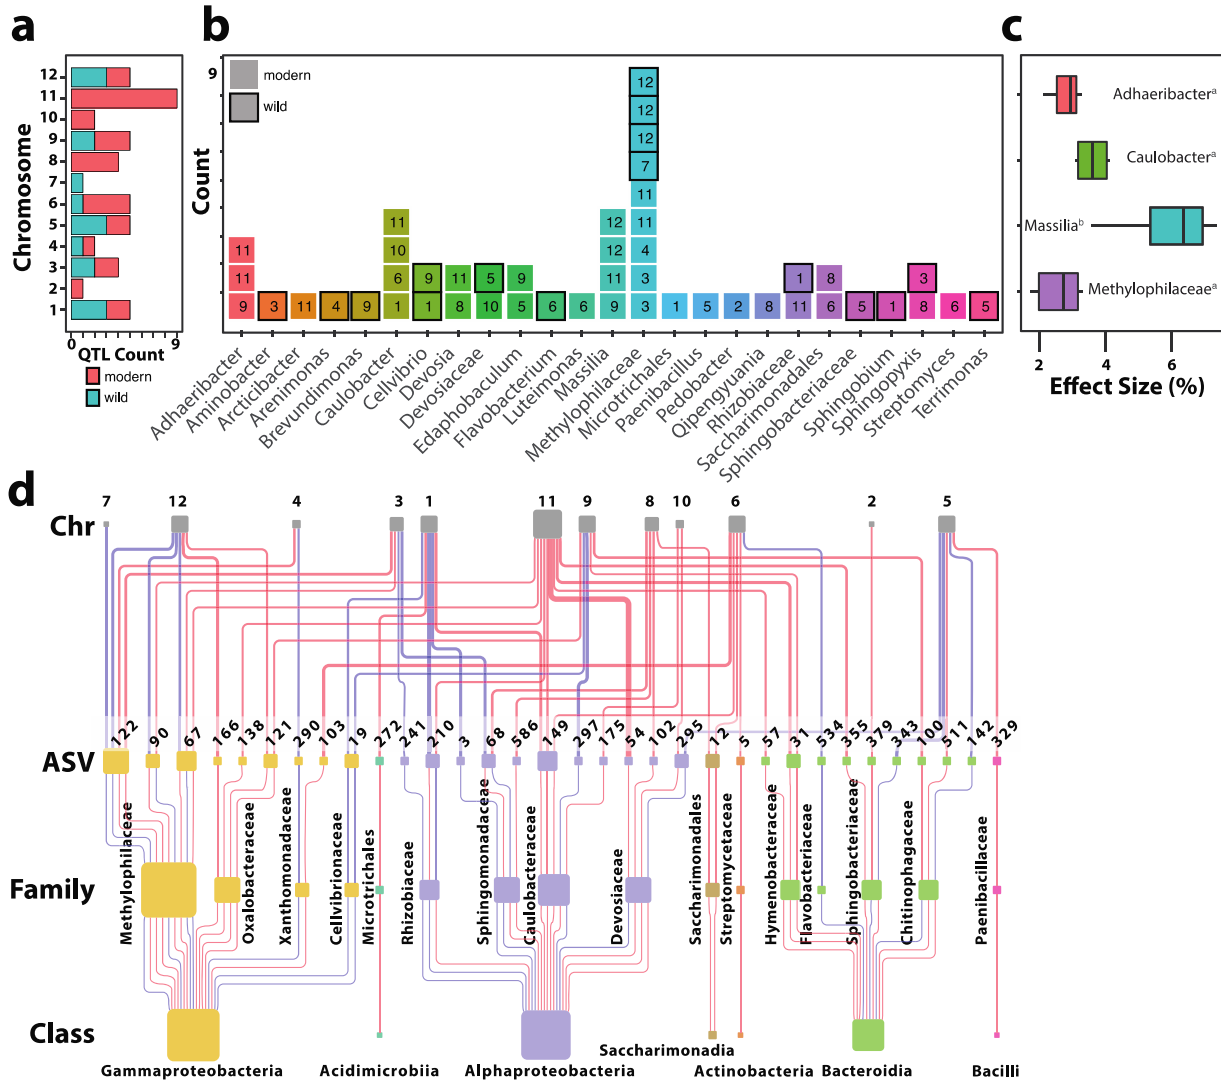 a
Chromosome
12
11
10
9
8
7
6
5
4
3
2
1
0 9
QTL Count
modern
wild
b
9
Count
modern
wild
12
12
12
7
11
11 12 11
11 10 12 4
11 6 9 11 5 9 11 3 1 8 3
9 3 11 4 9 1 1 8 10 5 6 6 9 3 1 5 2 8 11 6 5 1 8 6 5
Adhaeribacter
Aminobacter
Arcticibacter
Arenimonas
Brevundimonas
Caulobacter
Cellvibrio
Devosia
Devosiaceae
Edaphobaculum
Flavobacterium
Luteimonas
Massilia
Methylophilaceae
Microtrichales
Paenibacillus
Pedobacter
Qipengyuania
Rhizobiaceae
Saccharimonadales
Sphingobacteriaceae
Sphingobium
Sphingopyxis
Streptomyces
Terrimonas
c
Adhaeribacterᵃ
Caulobacterᵃ
Massiliaᵇ
Methylophilaceaeᵃ
2 4 6
Effect Size (%)
d
7 12 4 3 1 11 9 8 10 6 2 5
Chr
122 90 67 166 138 121 290 103 19 272 241 210 3 68 586 149 297 175 54 102 295 12 5 57 31 534 355 379 343 100 511 142 329
ASV
Family
Methylophilaceae
Oxalobacteraceae
Xanthomonadaceae
Cellvibrionaceae
Microtrichales
Rhizobiaceae
Sphingomonadaceae
Caulobacteraceae
Devosiaceae
Saccharimonadales
Streptomycetaceae
Hymenobacteraceae
Flavobacteriaceae
Sphingobacteriaceae
Chitinophagaceae
Paenibacillaceae
Class
Gammaproteobacteria
Acidimicrobiia
Alphaproteobacteria
Saccharimonadia
Actinobacteria
Bacteroidia
Bacilli